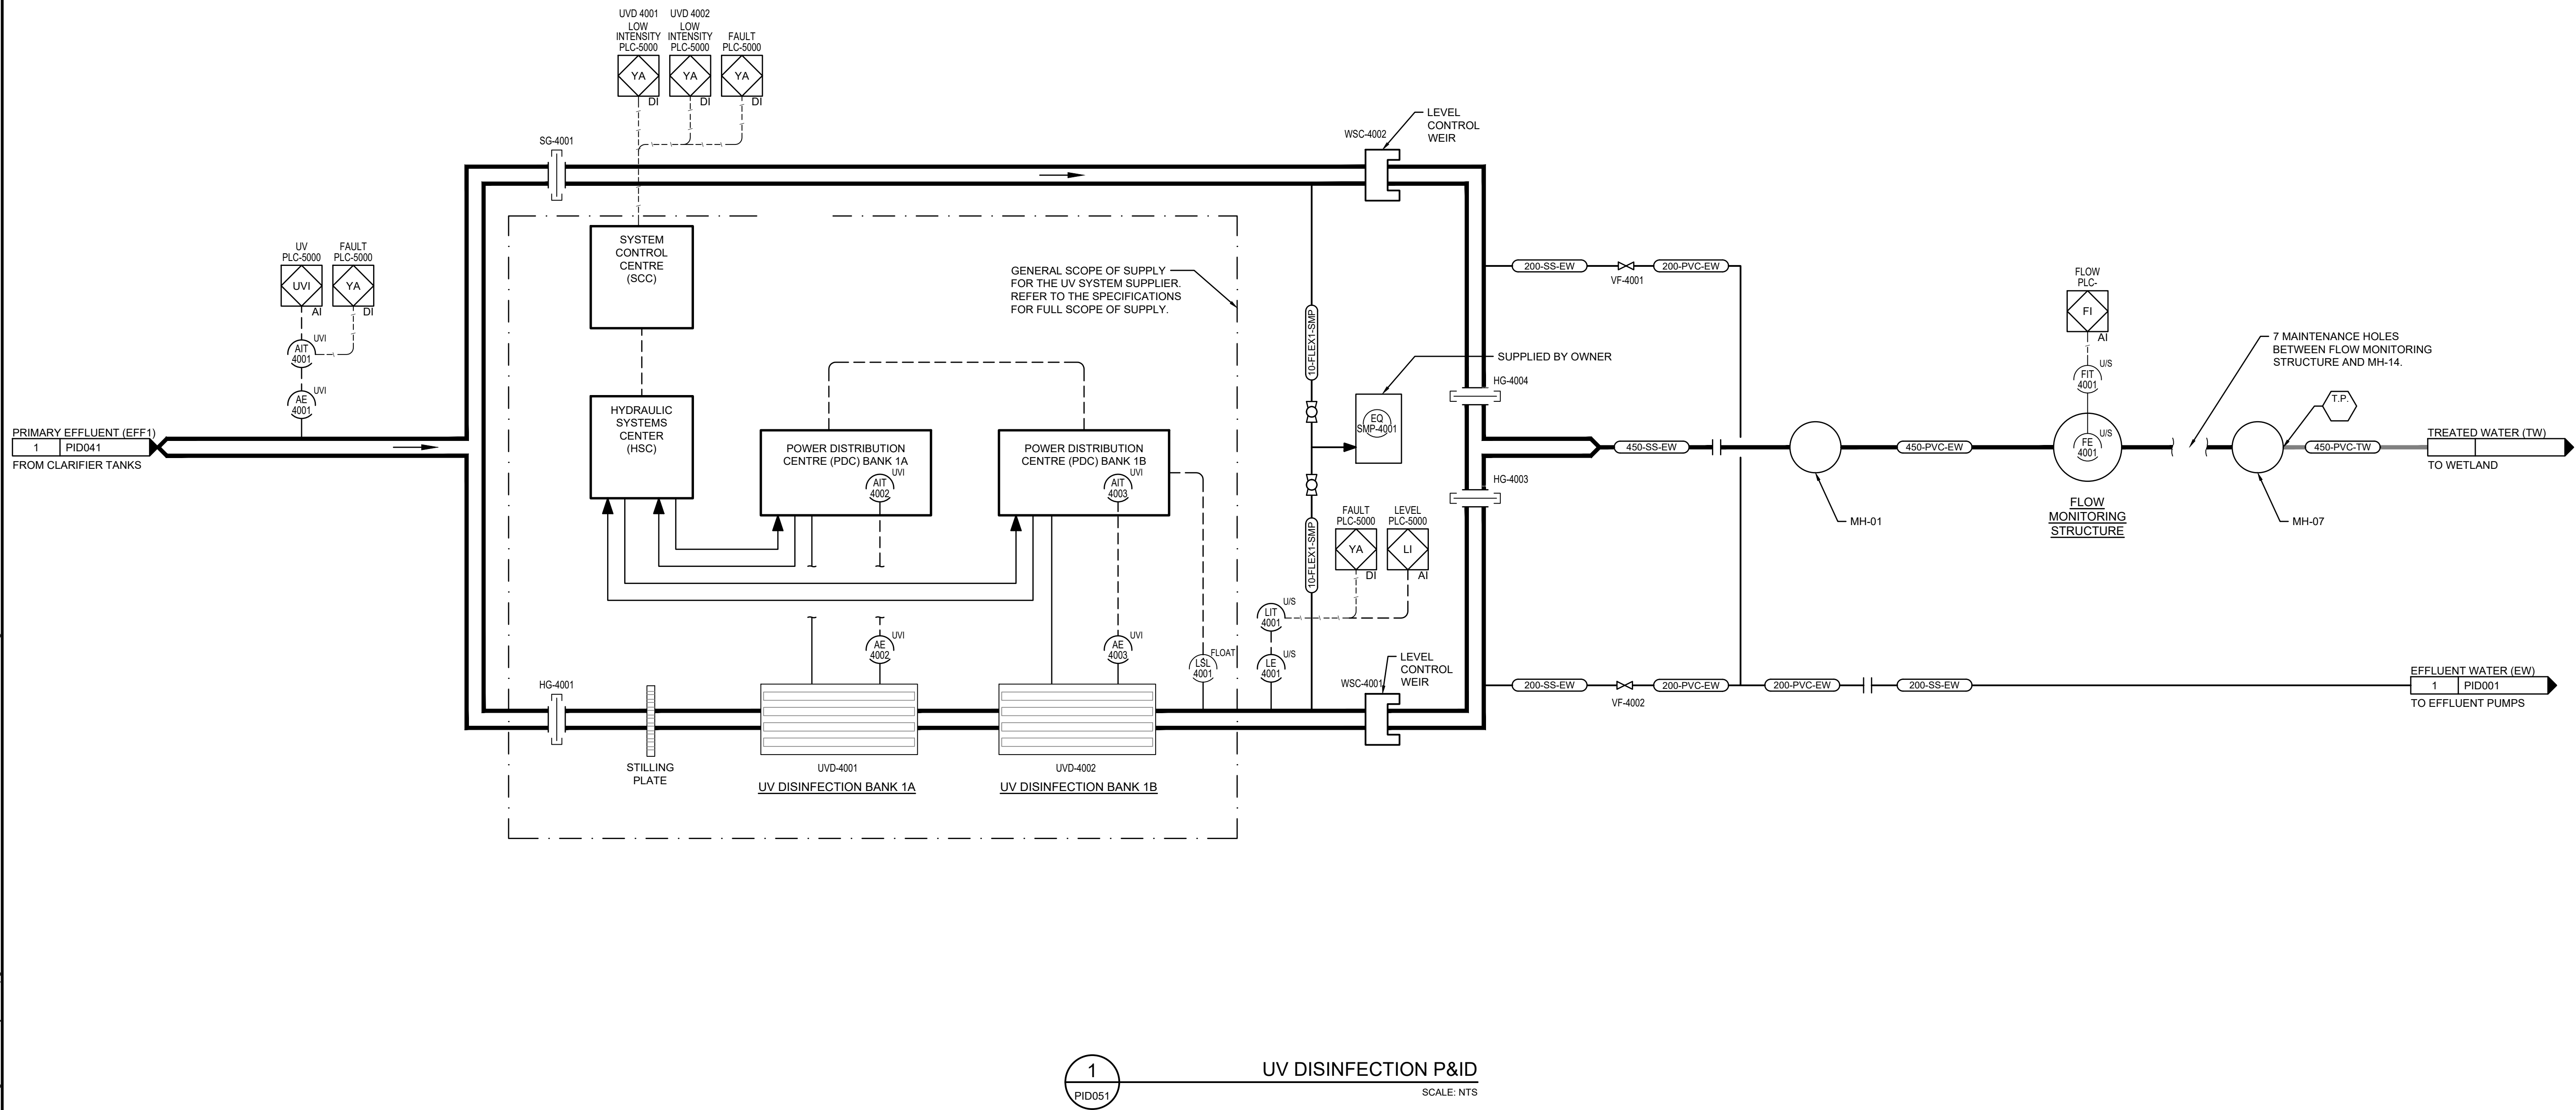 UVD 4001
LOW
INTENSITY
PLC-5000
YA
DI
UVD 4002
LOW
INTENSITY
PLC-5000
YA
DI
FAULT
PLC-5000
YA
DI
SG-4001
WSC-4002
LEVEL
CONTROL
WEIR
UV
PLC-5000
UVI
AI
FAULT
PLC-5000
YA
DI
AIT
4001
UVI
AE
4001
UVI
PRIMARY EFFLUENT (EFF1)
1 PID041
FROM CLARIFIER TANKS
SYSTEM
CONTROL
CENTRE
(SCC)
HYDRAULIC
SYSTEMS
CENTER
(HSC)
GENERAL SCOPE OF SUPPLY
FOR THE UV SYSTEM SUPPLIER.
REFER TO THE SPECIFICATIONS
FOR FULL SCOPE OF SUPPLY.
POWER DISTRIBUTION
CENTRE (PDC) BANK 1A
AIT
4002
UVI
POWER DISTRIBUTION
CENTRE (PDC) BANK 1B
AIT
4003
UVI
AE
4002
UVI
AE
4003
UVI
LSL
4001
FLOAT
LIT
4001
U/S
LE
4001
U/S
10-FLEX1-SMP
10-FLEX1-SMP
SUPPLIED BY OWNER
EQ
SMP-4001
FAULT
PLC-5000
YA
DI
LEVEL
PLC-5000
LI
AI
HG-4004
HG-4003
WSC-4001
LEVEL
CONTROL
WEIR
HG-4001
STILLING
PLATE
UVD-4001
UV DISINFECTION BANK 1A
UVD-4002
UV DISINFECTION BANK 1B
200-SS-EW
VF-4001
200-PVC-EW
450-SS-EW
MH-01
450-PVC-EW
FLOW
PLC-
FI
AI
FIT
4001
U/S
FE
4001
U/S
FLOW
MONITORING
STRUCTURE
7 MAINTENANCE HOLES
BETWEEN FLOW MONITORING
STRUCTURE AND MH-14.
T.P.
MH-07
450-PVC-TW
TREATED WATER (TW)
TO WETLAND
200-SS-EW
VF-4002
200-PVC-EW
200-PVC-EW
200-SS-EW
EFFLUENT WATER (EW)
1 PID001
TO EFFLUENT PUMPS
1
PID051
UV DISINFECTION P&ID
SCALE: NTS